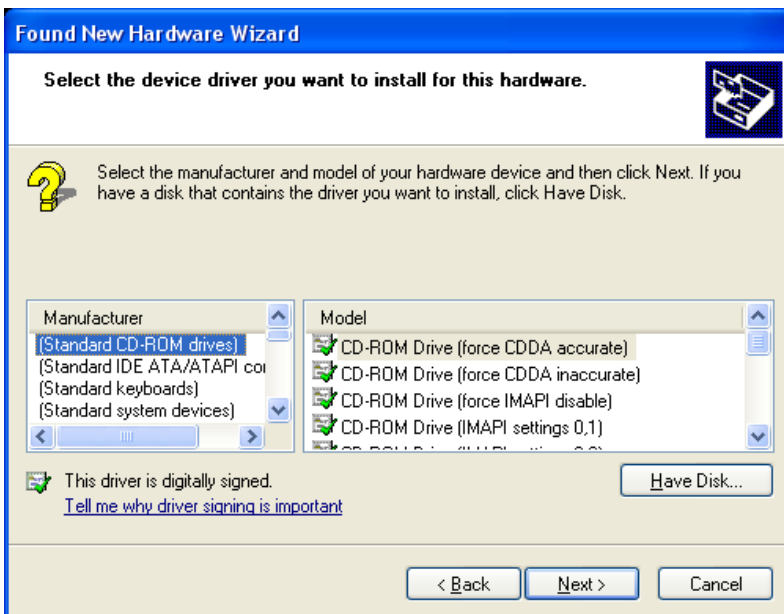 Found New Hardware Wizard
Select the device driver you want to install for this hardware.
Select the manufacturer and model of your hardware device and then click Next. If you
have a disk that contains the driver you want to install, click Have Disk.
Manufacturer
(Standard CD-ROM drives)
(Standard IDE ATA/ATAPI
(Standard keyboards)
(Standard system devices)
Model
CD-ROM Drive (force CDDA accurate)
CD-ROM Drive (force CDDA inaccurate)
CD-ROM Drive (force IMAPI disable)
CD-ROM Drive (IMAPI settings 0,1)
This driver is digitally signed.
Tell me why driver signing is important
Have Disk...
< Back
Next >
Cancel